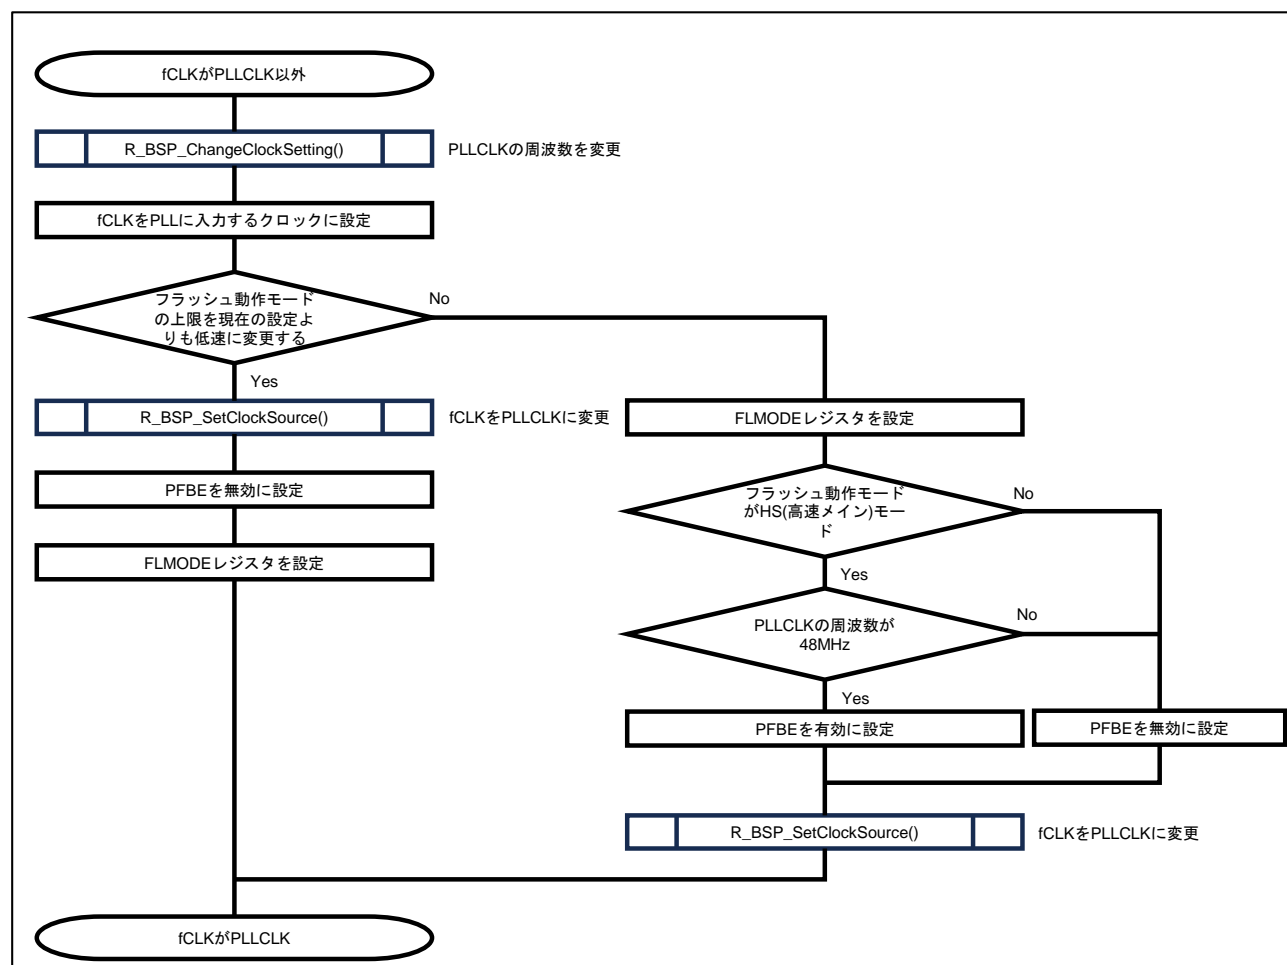 fCLKがPLLCLK以外
R_BSP_ChangeClockSetting()
PLLCLKの周波数を変更
fCLKをPLLに入力するクロックに設定
フラッシュ動作モード
の上限を現在の設定よ
りも低速に変更する
No
Yes
R_BSP_SetClockSource()
fCLKをPLLCLKに変更
PFBEを無効に設定
FLMODEレジスタを設定
FLMODEレジスタを設定
フラッシュ動作モード
がHS(高速メイン)モー
ド
No
Yes
PLLCLKの周波数が
48MHz
No
Yes
PFBEを有効に設定
PFBEを無効に設定
R_BSP_SetClockSource()
fCLKをPLLCLKに変更
fCLKがPLLCLK